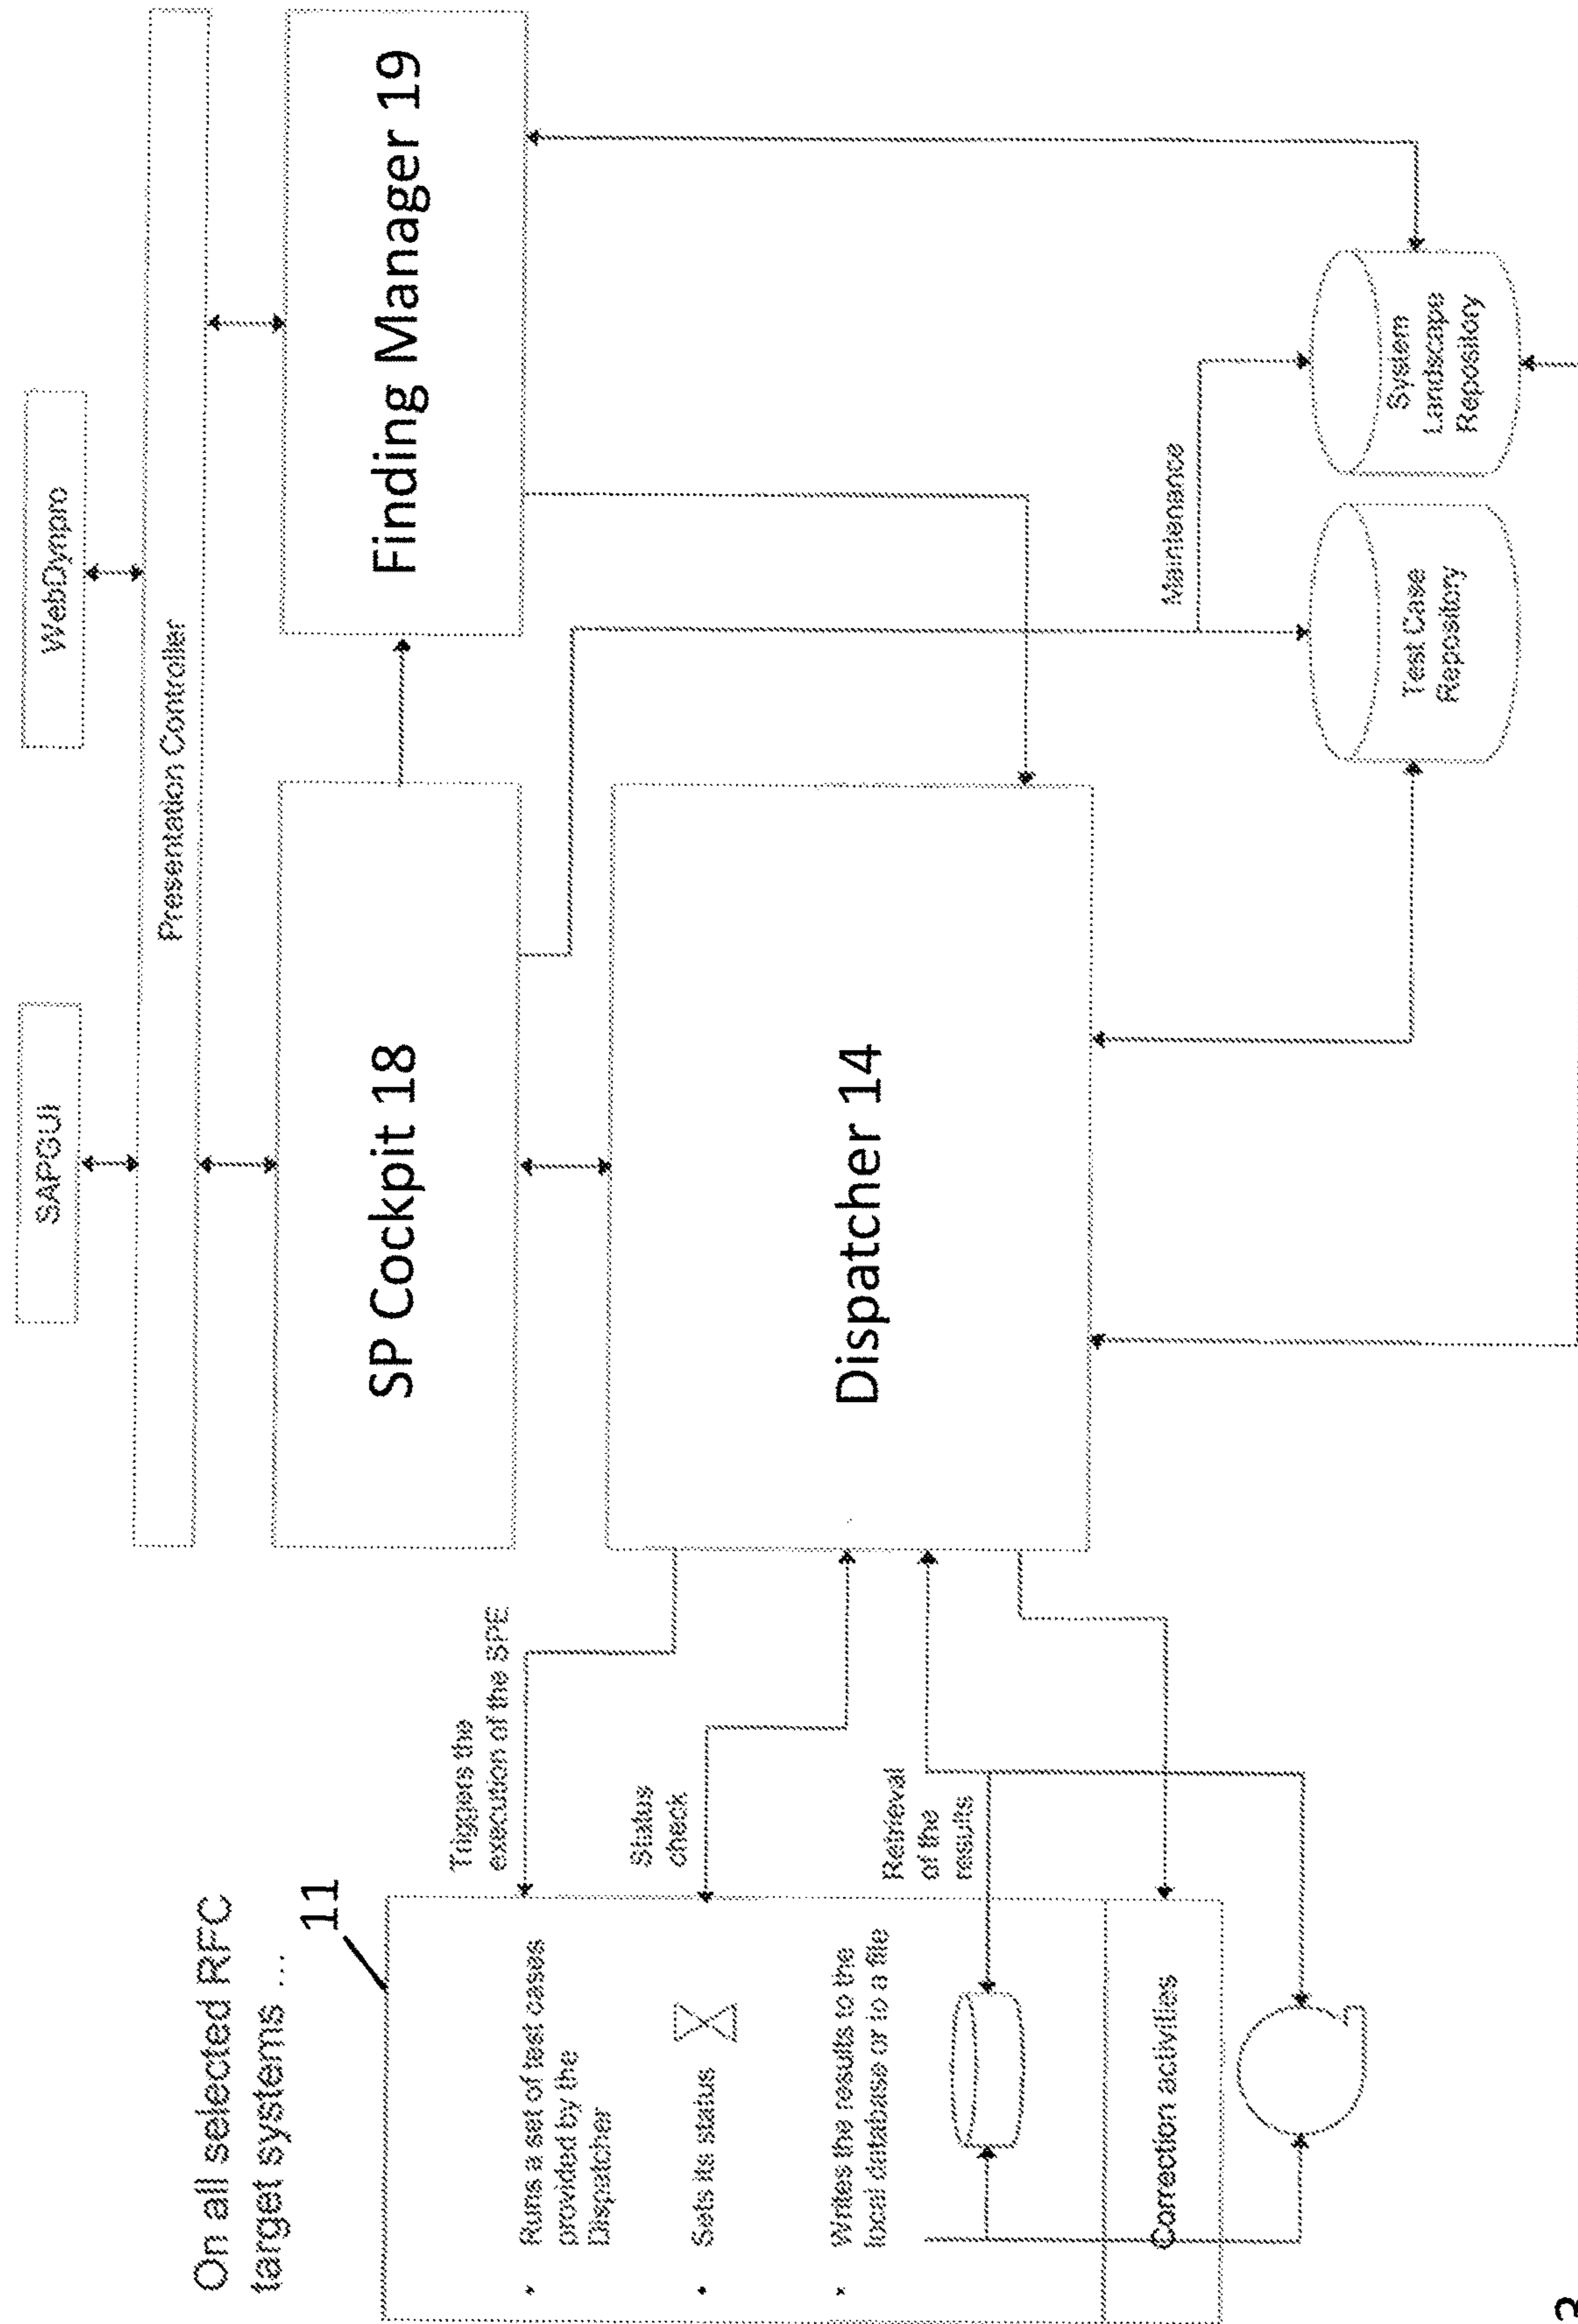 On all selected RFC
target systems ...
11
Runs a set of test cases
provided by the
Dispatcher
Sets its status
Writes the results to the
local database or to a file
Correction activities
Triggers the
execution of the SPE
Status
check
Retrieval
of the
results
SAPGUI
WebDynpro
Presentation Controller
SP Cockpit 18
Finding Manager 19
Dispatcher 14
Maintenance
Test Case
Repository
System
Landscape
Repository